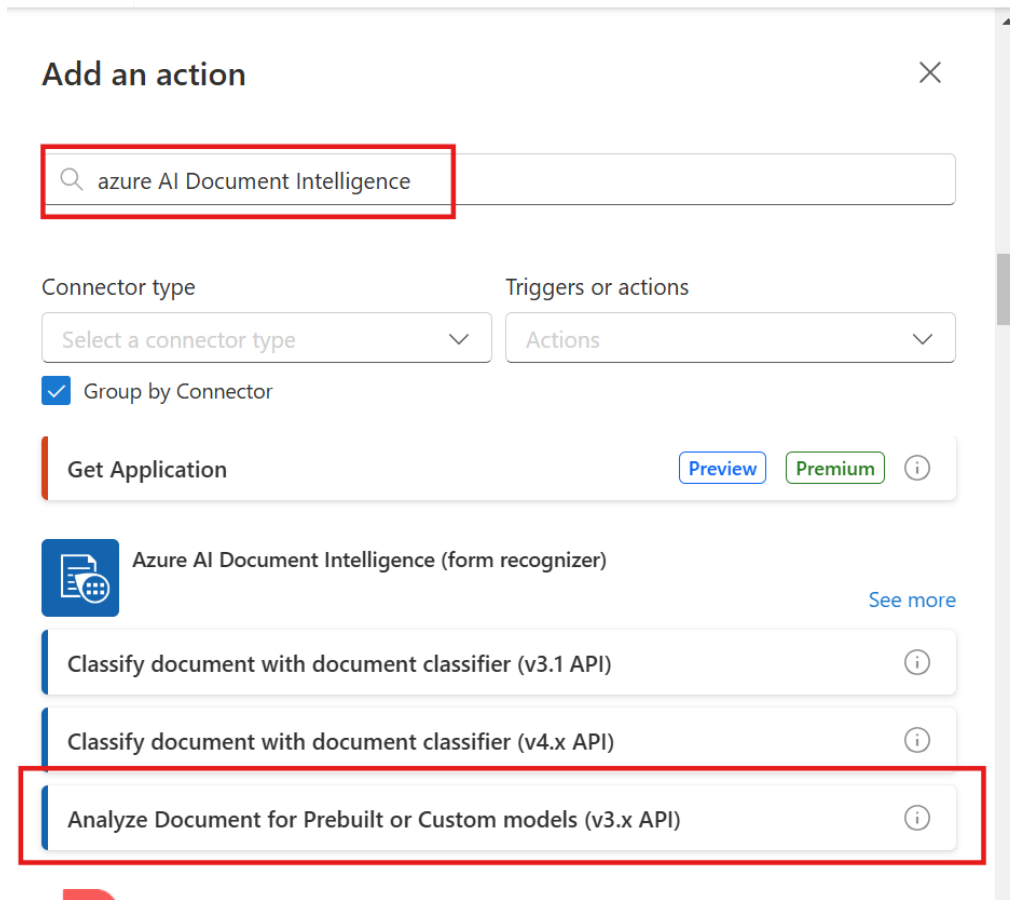 Add an action
azure AI Document Intelligence
Connector type Triggers or actions
Select a connector type Actions
Group by Connector
Get Application Preview Premium
Azure AI Document Intelligence (form recognizer)
See more
Classify document with document classifier (v3.1 API)
Classify document with document classifier (v4.x API)
Analyze Document for Prebuilt or Custom models (v3.x API)